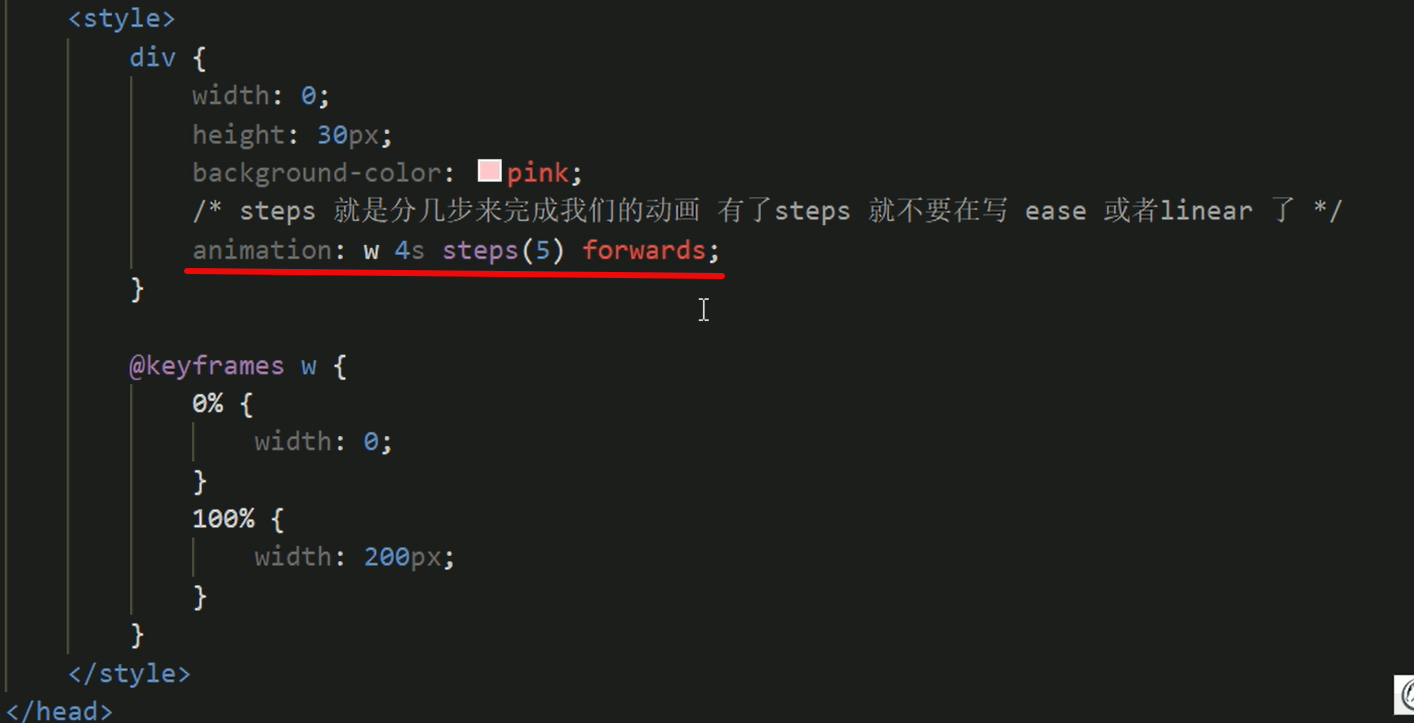 <style>
div {
width: 0;
height: 30px;
background-color: pink;
/* steps 就是分几步来完成我们的动画 有了steps 就不要在写 ease 或者linear 了 */
animation: w 4s steps(5) forwards;
}
@keyframes w {
0% {
width: 0;
}
100% {
width: 200px;
}
}
</style>
</head>